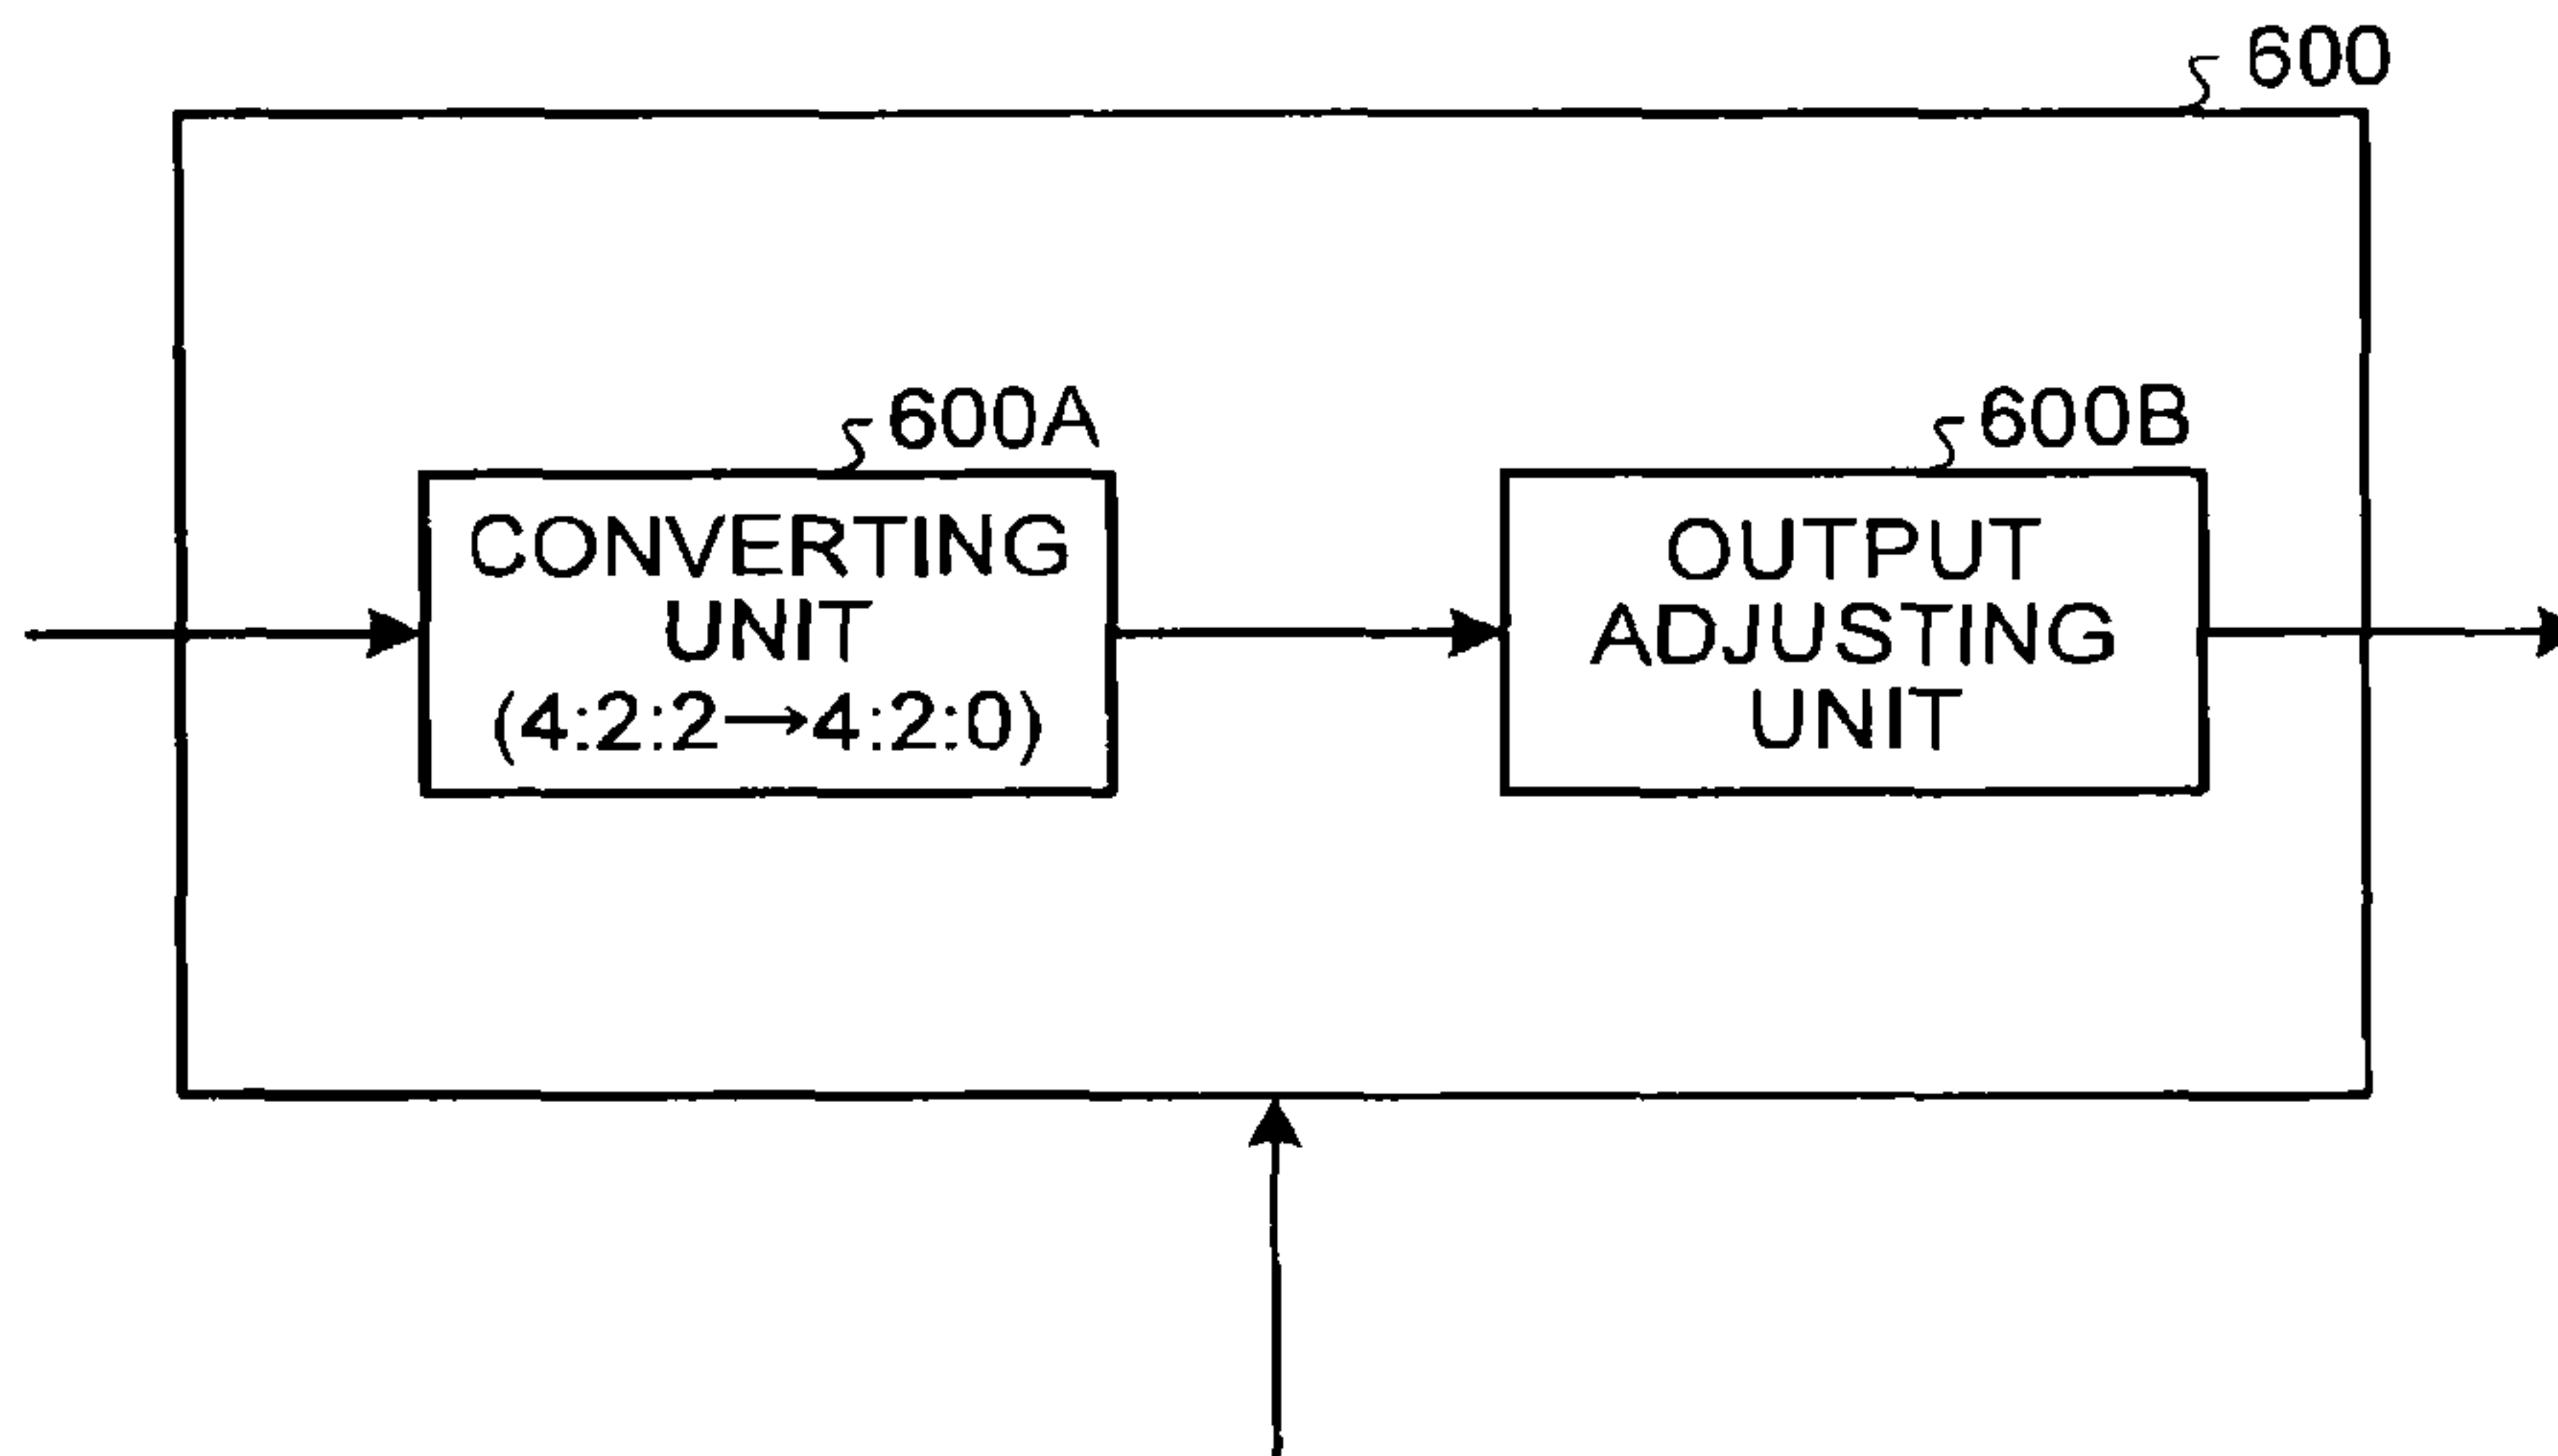 600
600A
CONVERTING
UNIT
(4:2:2→4:2:0)
600B
OUTPUT
ADJUSTING
UNIT